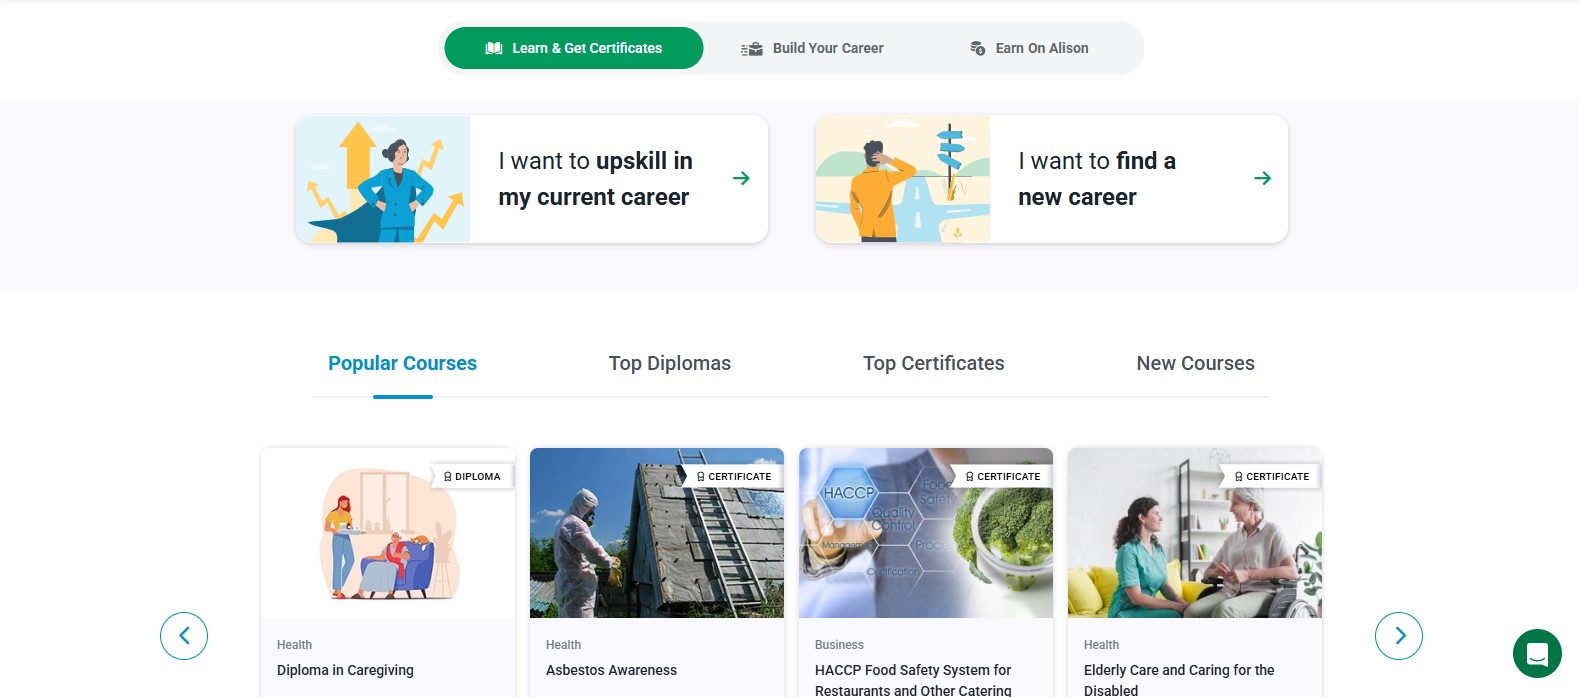 Learn & Get Certificates
Build Your Career
Earn On Alison
I want to upskill in
my current career
I want to find a
new career
Popular Courses
Top Diplomas
Top Certificates
New Courses
DIPLOMA
CERTIFICATE
CERTIFICATE
CERTIFICATE
HACCP
Food
Safety
Quality
Control
Certification
Health
Diploma in Caregiving
Health
Asbestos Awareness
Business
HACCP Food Safety System for
Restaurants and Other Catering
Health
Elderly Care and Caring for the
Disabled